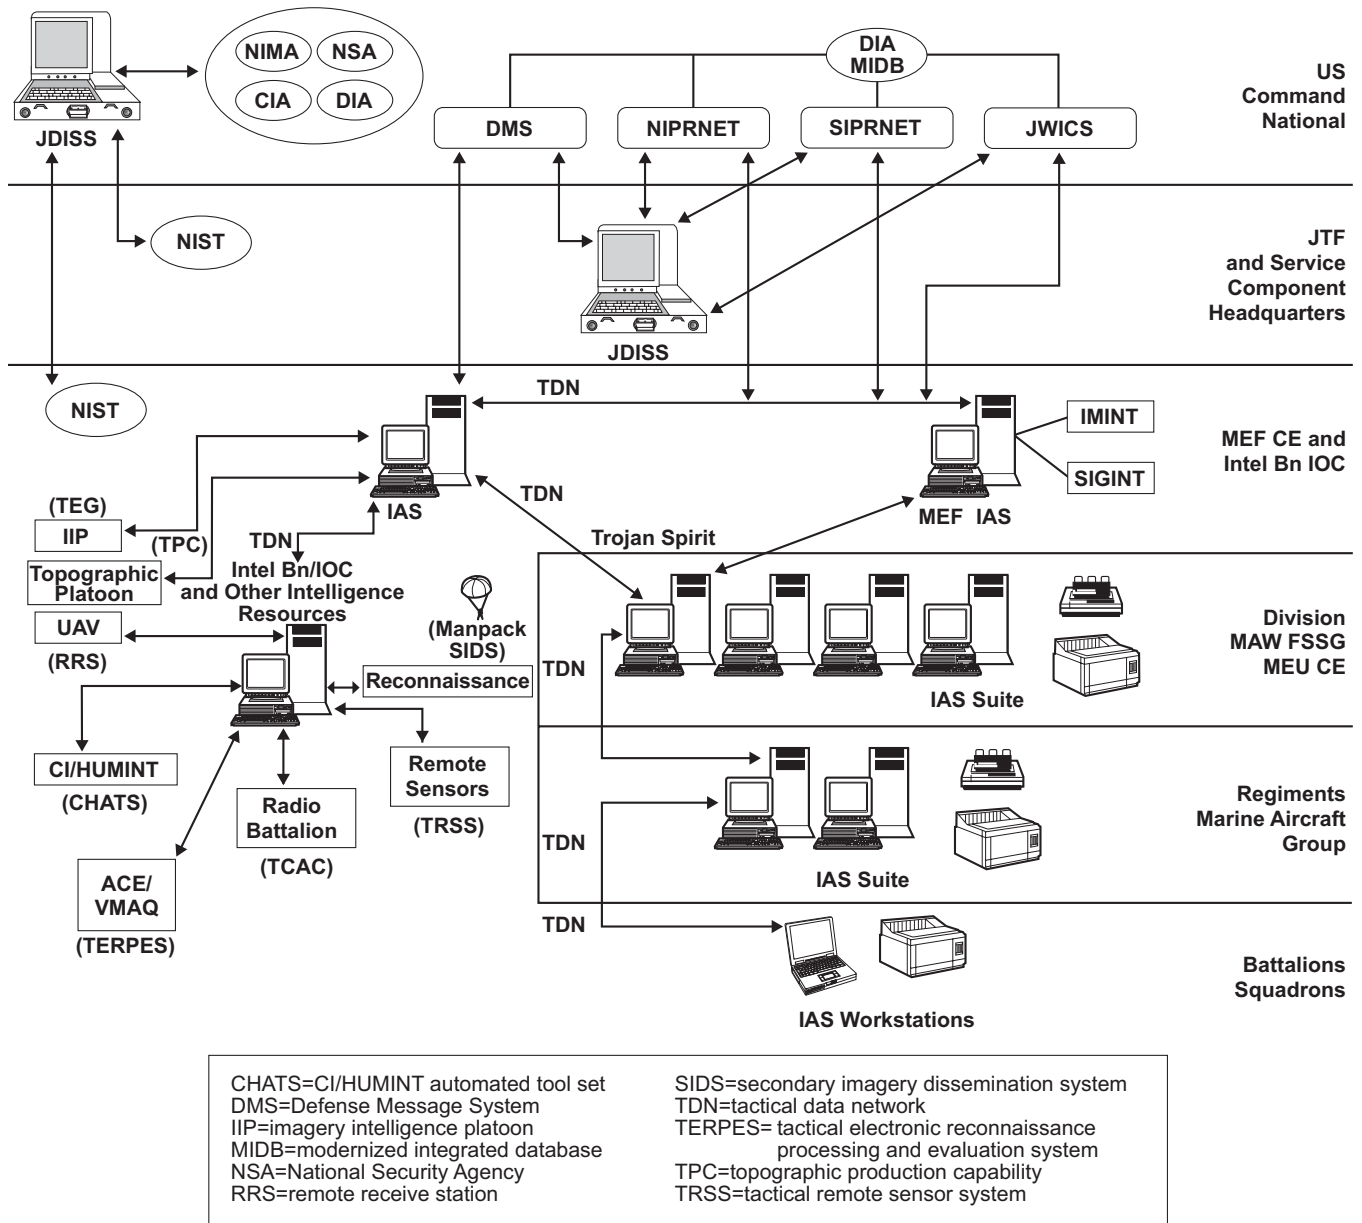 NIMA
NSA
CIA
DIA
JDISS
DIA
MIDB
DMS
NIPRNET
SIPRNET
JWICS
US
Command
National
NIST
JDISS
JTF
and Service
Component
Headquarters
NIST
TDN
IAS
TDN
MEF IAS
IMINT
SIGINT
MEF CE and
Intel Bn IOC
(TEG)
IIP
(TPC)
Topographic
Platoon
TDN
Intel Bn/IOC
and Other Intelligence
Resources
UAV
(RRS)
(Manpack
SIDS)
Reconnaissance
CI/HUMINT
(CHATS)
Radio
Battalion
(TCAC)
Remote
Sensors
(TRSS)
ACE/
VMAQ
(TERPES)
Trojan Spirit
TDN
IAS Suite
Division
MAW FSSG
MEU CE
TDN
IAS Suite
Regiments
Marine Aircraft
Group
TDN
IAS Workstations
Battalions
Squadrons
CHATS=CI/HUMINT automated tool set
DMS=Defense Message System
IIP=imagery intelligence platoon
MIDB=modernized integrated database
NSA=National Security Agency
RRS=remote receive station
SIDS=secondary imagery dissemination system
TDN=tactical data network
TERPES= tactical electronic reconnaissance
processing and evaluation system
TPC=topographic production capability
TRSS=tactical remote sensor system